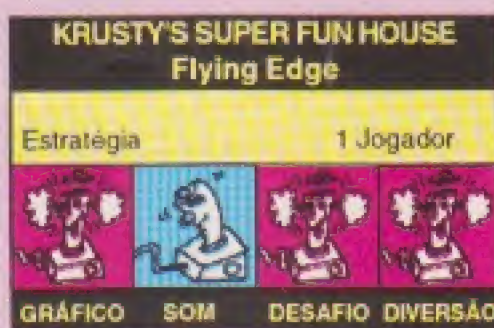 KRUSTY'S SUPER FUN HOUSE
Flying Edge
Estratégia 1 Jogador
GRÁFICO SOM DESAFIO DIVERSÃO